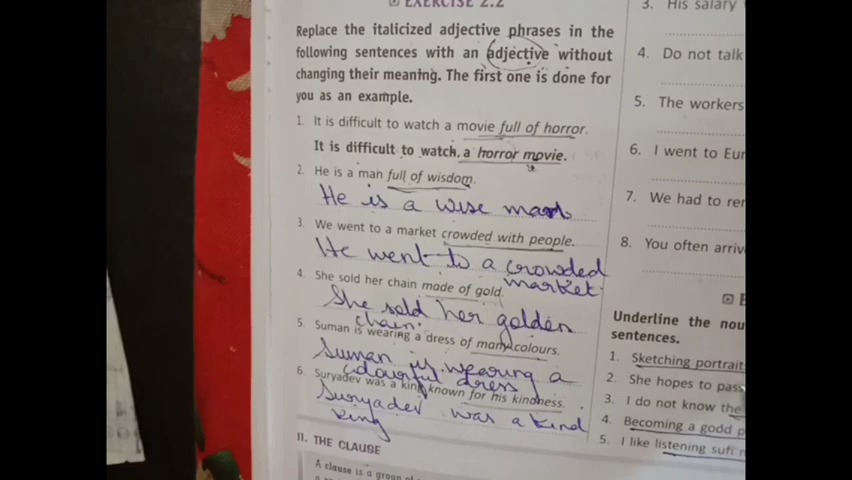 EXERCISE 2.2
Replace the italicized adjective phrases in the
following sentences with an adjective without
changing their meaning. The first one is done for
you as an example.
1. It is difficult to watch a movie full of horror.
It is difficult to watch a horror movie.
2. He is a man full of wisdom.
He is a wise man
3. We went to a market crowded with people.
He went to a crowded
market.
4. She sold her chain made of gold.
She sold her golden
chain.
5. Suman is wearing a dress of many colours.
Suman is wearing a
colourful dress
6. Suryadev was a king known for his kindness.
Suryadev was a kind
king
II. THE CLAUSE
A clause is a group of
3. His salary
4. Do not talk
5. The workers
6. I went to Eur
7. We had to rer
8. You often arriv
Underline the nou
sentences.
1. Sketching portrait
2. She hopes to pass
3. I do not know the
4. Becoming a godd p
5. I like listening sufi